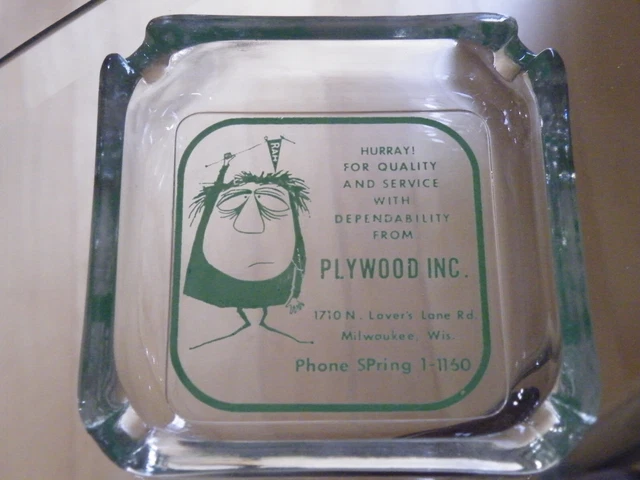 RAH
HURRAY!
FOR QUALITY
AND SERVICE
WITH
DEPENDABILITY
FROM
PLYWOOD INC.
1710 N. Lover's Lane Rd.
Milwaukee, Wis.
Phone SPring 1-1160